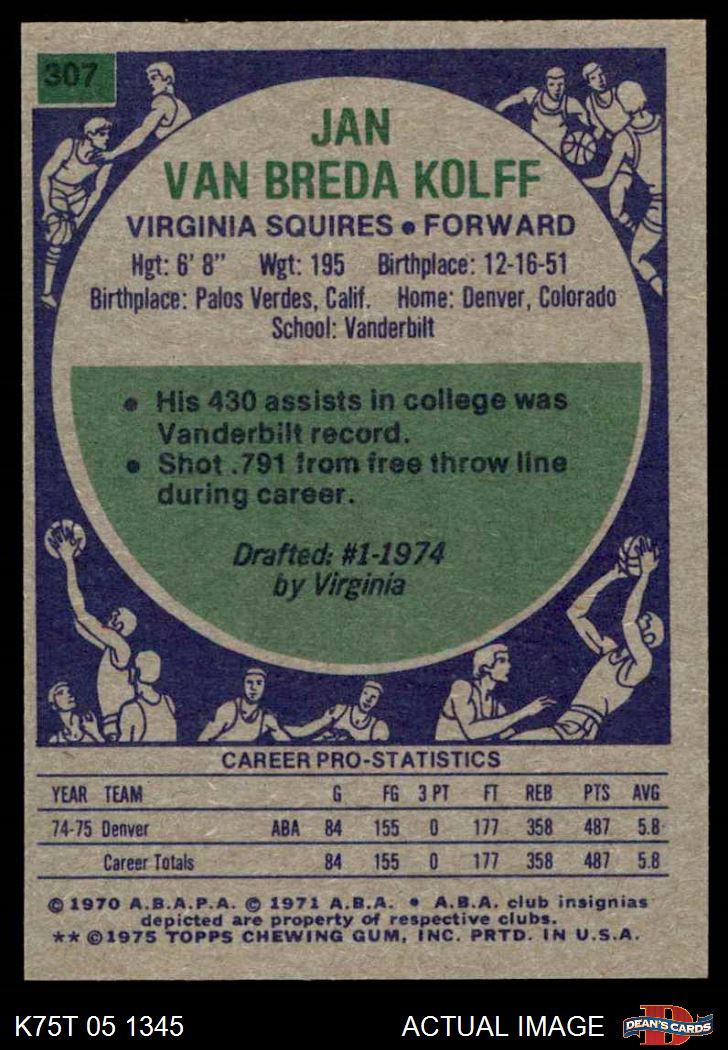 307
JAN
VAN BREDA KOLFF
VIRGINIA SQUIRES • FORWARD
Hgt: 6' 8" Wgt: 195 Birthplace: 12-16-51
Birthplace: Palos Verdes, Calif. Home: Denver, Colorado
School: Vanderbilt
• His 430 assists in college was
Vanderbilt record.
• Shot .791 from free throw line
during career.
Drafted: #1-1974
by Virginia
CAREER PRO-STATISTICS
YEAR TEAM G FG 3 PT FT REB PTS AVG
74-75 Denver ABA 84 155 0 177 358 487 5.8
Career Totals 84 155 0 177 358 487 5.8
© 1970 A.B.A.P.A. © 1971 A.B.A. • A.B.A. club insignias
depicted are property of respective clubs.
** © 1975 TOPPS CHEWING GUM, INC. PRTD. IN U.S.A.
K75T 05 1345 ACTUAL IMAGE D DEAN'S CARDS